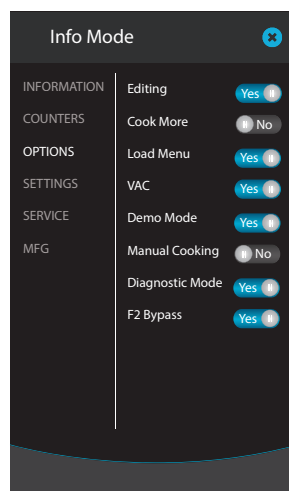 Info Mode
INFORMATION
COUNTERS
OPTIONS
SETTINGS
SERVICE
MFG
Editing Yes
Cook More No
Load Menu Yes
VAC Yes
Demo Mode Yes
Manual Cooking No
Diagnostic Mode Yes
F2 Bypass Yes